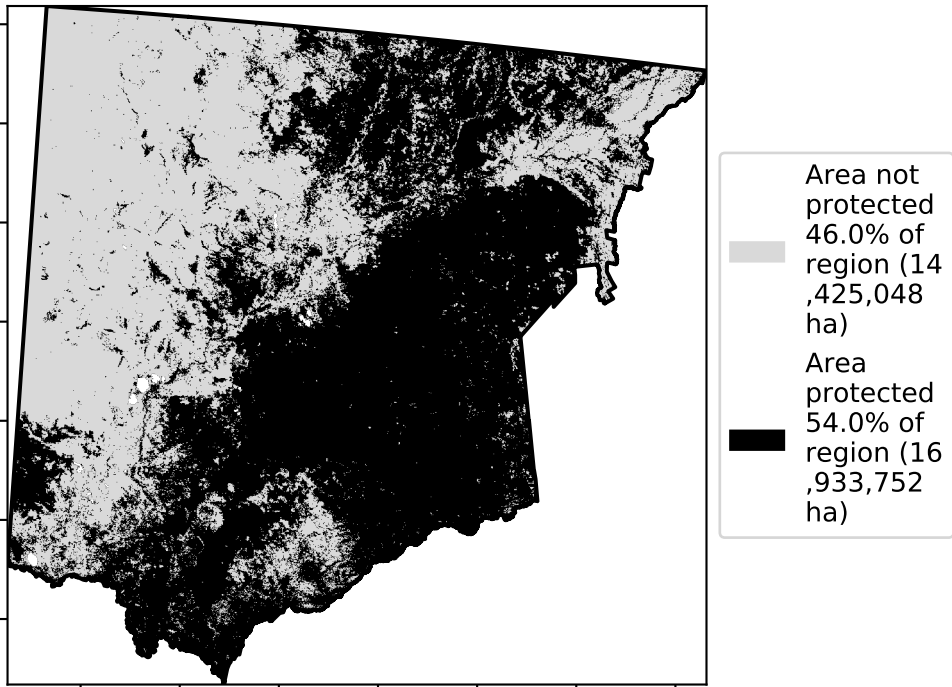 Area not
protected
46.0% of
region (14
,425,048
ha)
Area
protected
54.0% of
region (16
,933,752
ha)